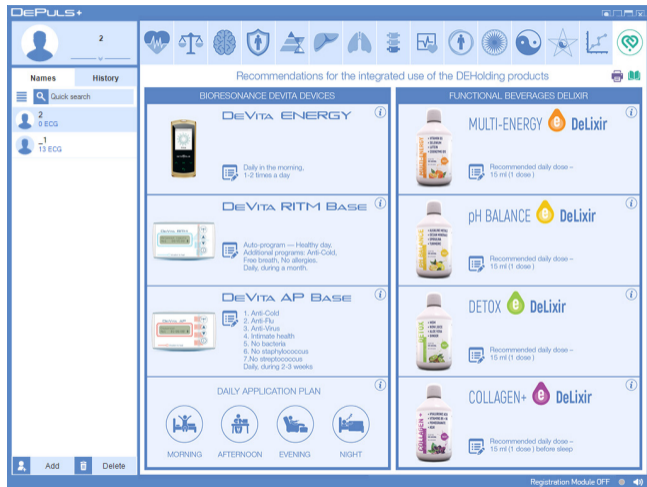 DePuls+
2
Names
History
Quick search
2
0 ECG
_1
13 ECG
Add
Delete
Recommendations for the integrated use of the DEHolding products
BIORESONANCE DEVITA DEVICES
DeVita ENERGY
Daily in the morning,
1-2 times a day
DeVita RITM Base
Auto-program — Healthy day.
Additional programs: Anti-Cold,
Free breath, No allergies.
Daily, during a month.
DeVita AP Base
1. Anti-Cold
2. Anti-Flu
3. Anti-Virus
4. Intimate health
5. No bacteria
6. No staphylococcus
7.No streptococcus
Daily, during 2-3 weeks
DAILY APPLICATION PLAN
MORNING
AFTERNOON
EVENING
NIGHT
FUNCTIONAL BEVERAGES DELIXIR
MULTI-ENERGY e DeLixir
Recommended daily dose –
15 ml (1 dose )
pH BALANCE e DeLixir
Recommended daily dose –
15 ml (1 dose )
DETOX e DeLixir
Recommended daily dose –
15 ml (1 dose )
COLLAGEN+ e DeLixir
COLLAGEN+
Recommended daily dose –
15 ml (1 dose ) before sleep
Registration Module OFF